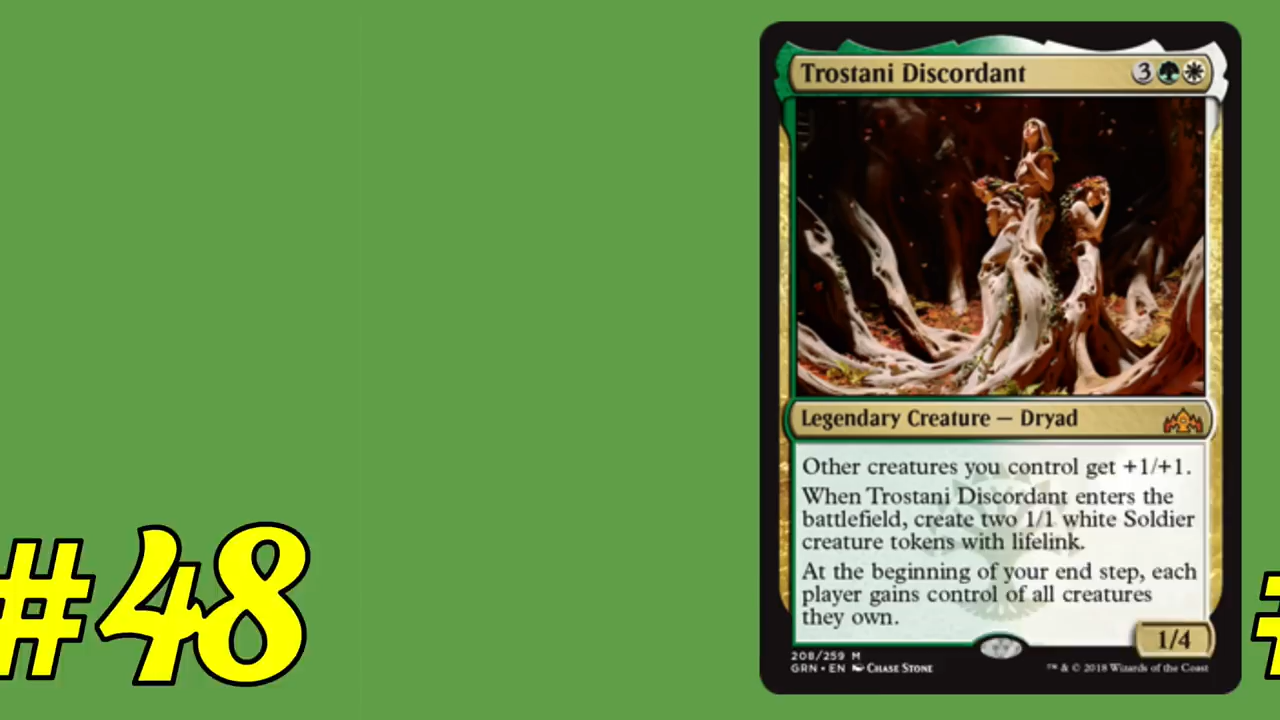 Trostani Discordant 3
Legendary Creature — Dryad
Other creatures you control get +1/+1.
When Trostani Discordant enters the
battlefield, create two 1/1 white Soldier
creature tokens with lifelink.
At the beginning of your end step, each
player gains control of all creatures
they own.
1/4
208/259 M
GRN • EN Chase Stone
™ & © 2018 Wizards of the Coast
#48